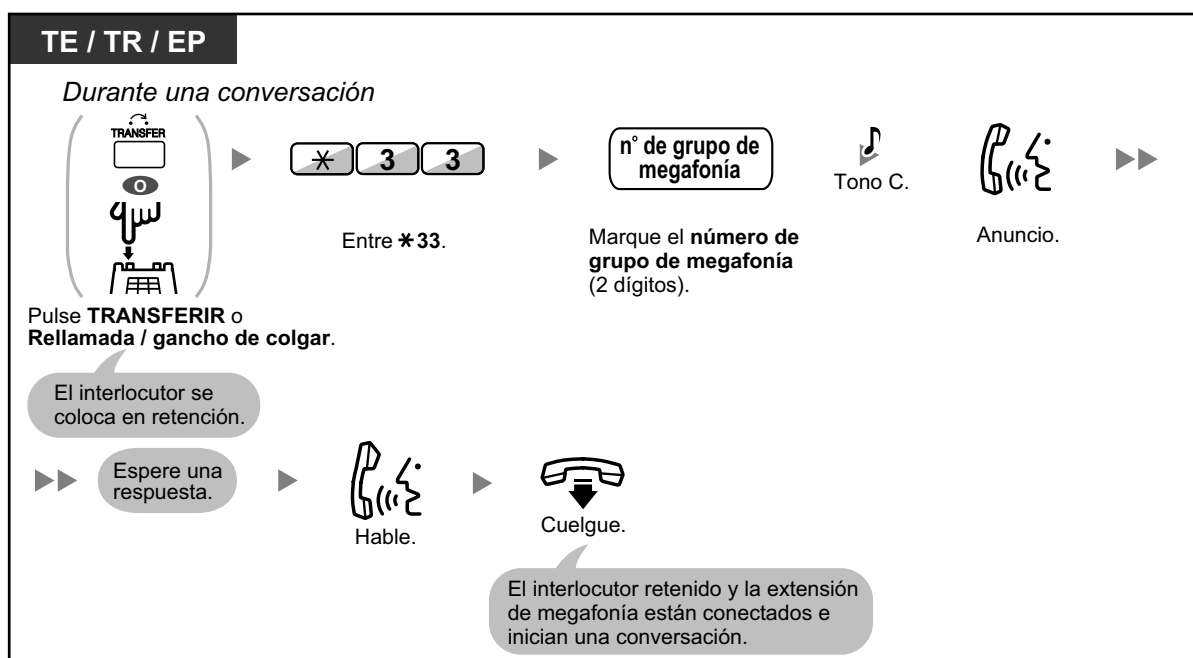 TE / TR / EP
Durante una conversación
TRANSFER
O
Pulse TRANSFERIR o
Rellamada / gancho de colgar.
El interlocutor se
coloca en retención.
* 3 3
Entre *33.
n° de grupo de
megafonía
Marque el número de
grupo de megafonía
(2 dígitos).
Tono C.
Anuncio.
Espere una
respuesta.
Hable.
Cuelgue.
El interlocutor retenido y la extensión
de megafonía están conectados e
inician una conversación.